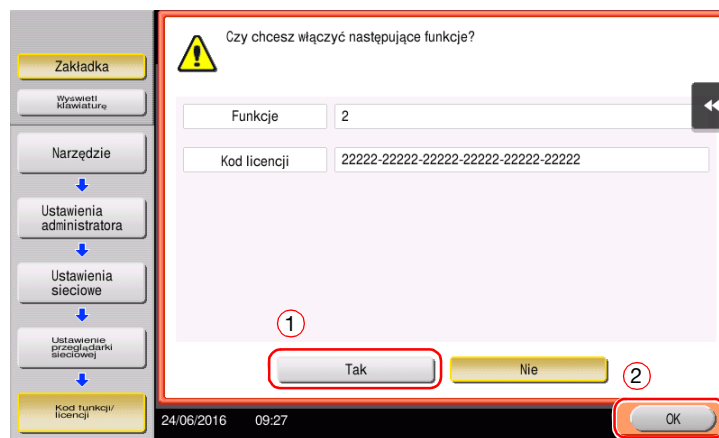 Zakładka
Wyświetl
klawiaturę
Narzędzie
Ustawienia
administratora
Ustawienia
sieciowe
Ustawienie
przeglądarki
sieciowej
Kod funkcji/
licencji
Czy chcesz włączyć następujące funkcje?
Funkcje 2
Kod licencji 22222-22222-22222-22222-22222-22222
1
Tak Nie
2
24/06/2016 09:27 OK